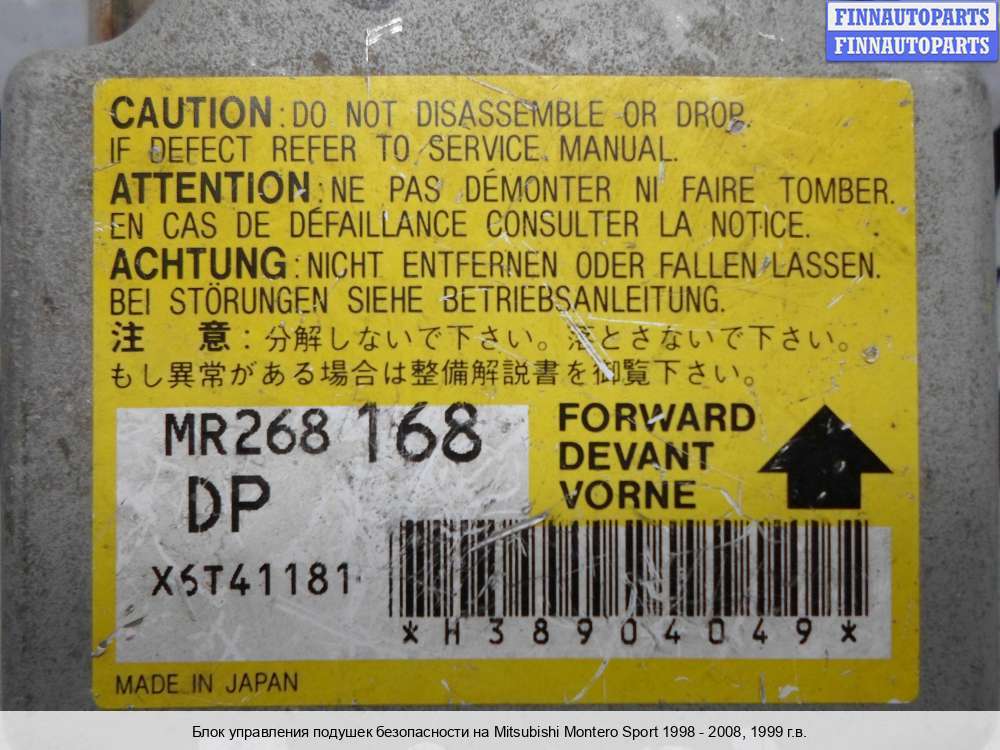 FINNAUTOPARTS
FINNAUTOPARTS
CAUTION : DO NOT DISASSEMBLE OR DROP.
IF DEFECT REFER TO SERVICE MANUAL.
ATTENTION : NE PAS DÉMONTER NI FAIRE TOMBER.
EN CAS DE DÉFAILLANCE CONSULTER LA NOTICE.
ACHTUNG : NICHT ENTFERNEN ODER FALLEN LASSEN.
BEI STÖRUNGEN SIEHE BETRIEBSANLEITUNG.
注 意 : 分解しないで下さい。落とさないで下さい。
もし異常がある場合は整備解説書を御覧下さい。
MR268168
DP
X6T41181
FORWARD
DEVANT
VORNE
*H38904049*
MADE IN JAPAN
Блок управления подушек безопасности на Mitsubishi Montero Sport 1998 - 2008, 1999 г.в.